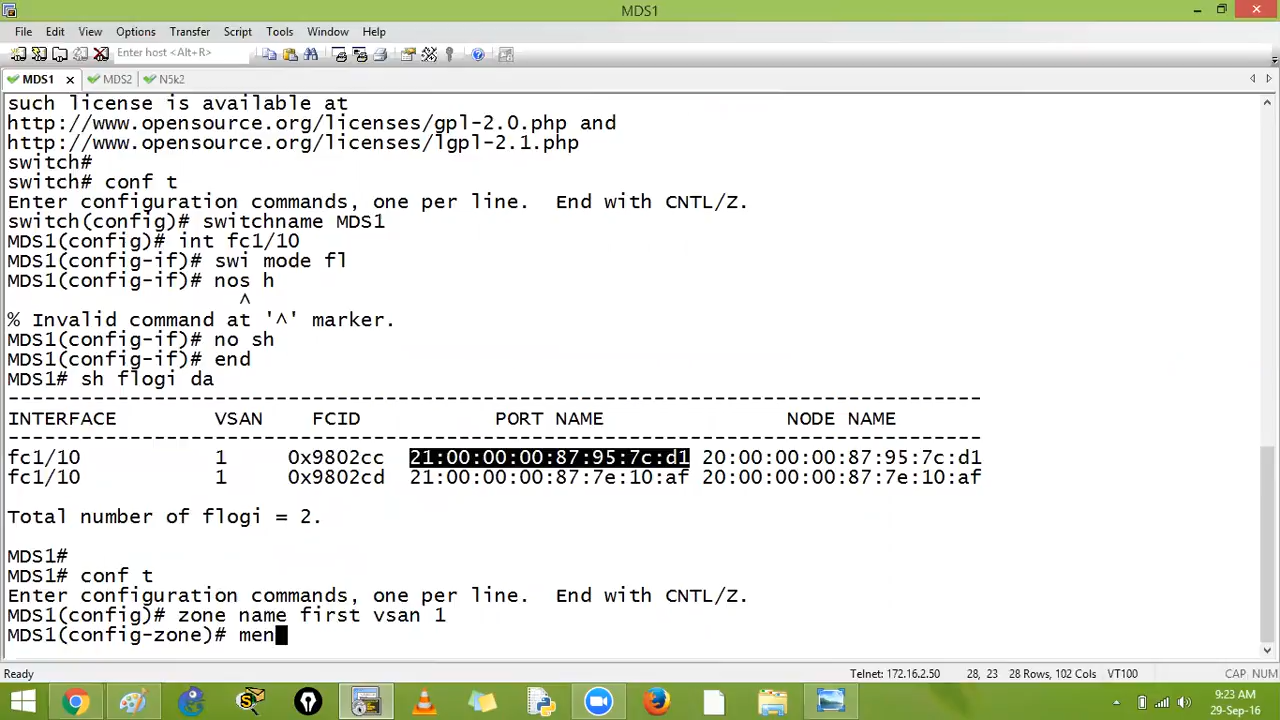 MDS1
File Edit View Options Transfer Script Tools Window Help
Enter host <Alt+R>
MDS1 MDS2 N5k2
such license is available at
http://www.opensource.org/licenses/gpl-2.0.php and
http://www.opensource.org/licenses/lgpl-2.1.php
switch#
switch# conf t
Enter configuration commands, one per line.  End with CNTL/Z.
switch(config)# switchname MDS1
MDS1(config)# int fc1/10
MDS1(config-if)# swi mode fl
MDS1(config-if)# nos h
^
% Invalid command at '^' marker.
MDS1(config-if)# no sh
MDS1(config-if)# end
MDS1# sh flogi da
--------------------------------------------------------------------------------
INTERFACE        VSAN    FCID           PORT NAME               NODE NAME
--------------------------------------------------------------------------------
fc1/10           1     0x9802cc  21:00:00:00:87:95:7c:d1 20:00:00:00:87:95:7c:d1
fc1/10           1     0x9802cd  21:00:00:00:87:7e:10:af 20:00:00:00:87:7e:10:af
Total number of flogi = 2.
MDS1#
MDS1# conf t
Enter configuration commands, one per line.  End with CNTL/Z.
MDS1(config)# zone name first vsan 1
MDS1(config-zone)# men
Ready Telnet: 172.16.2.50 28, 23 28 Rows, 102 Cols VT100 CAP NUM
9:23 AM
29-Sep-16